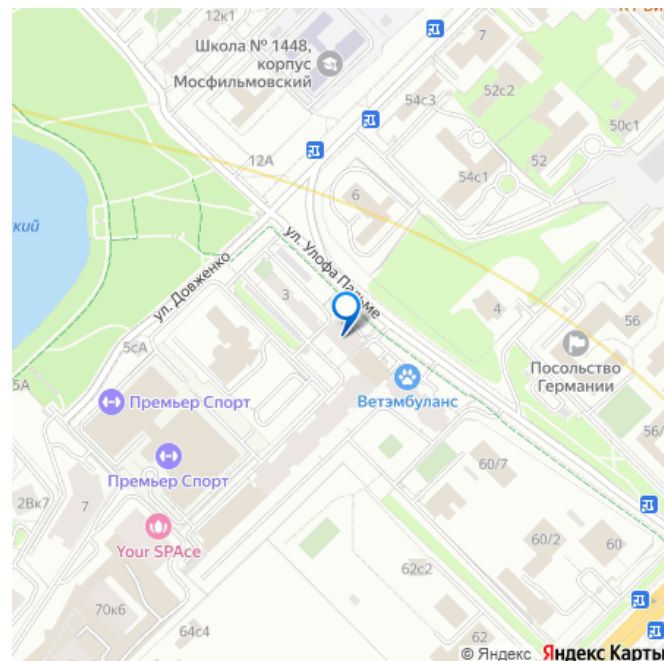 12к1
7
Школа № 1448,
корпус
Мосфильмовский
52с2
54с3
50с1
12А
52
54с1
6
кий
ул. Улофа Пальме
ул. Довженко
3
4
56
5сА
Посольство
Германии
5А
Премьер Спорт
Ветэмбуланс
56/
60/7
Премьер Спорт
2Вк7
7
Your SPAce
60/2
60
62с2
70к6
64с4
62
© Яндекс Яндекс Карты